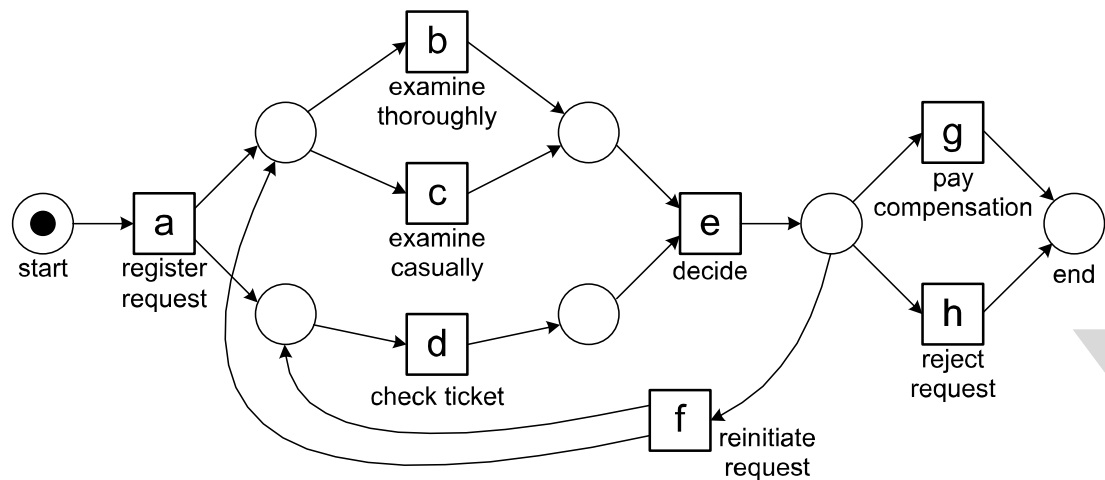 b
examine
thoroughly
c
examine
casually
start
a
register
request
d
check ticket
e
decide
f
reinitiate
request
g
pay
compensation
h
reject
request
end